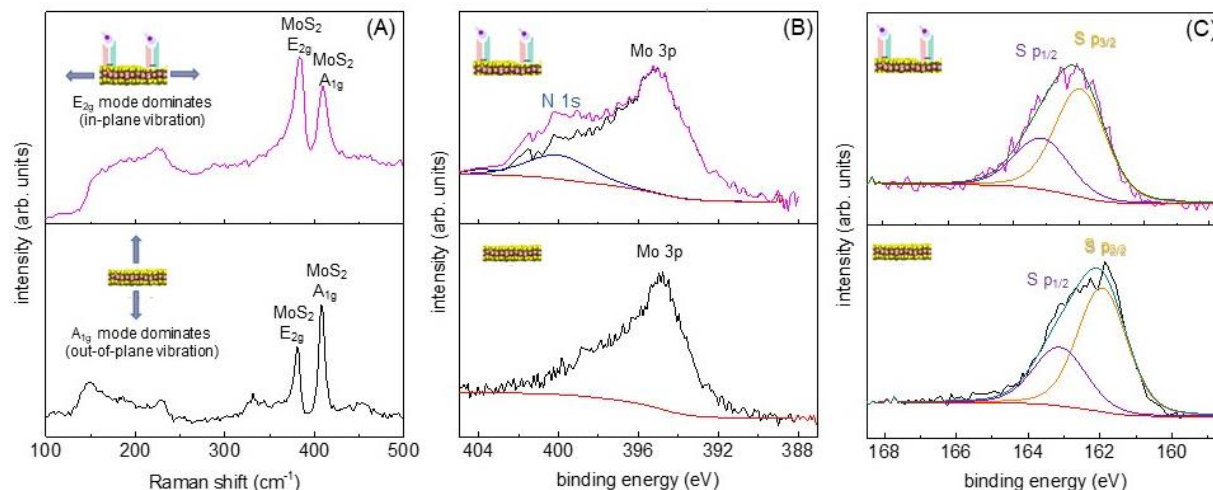 (A)
MoS2
E2g
MoS2
A1g
E2g mode dominates
(in-plane vibration)
MoS2
A1g
MoS2
E2g
A1g mode dominates
(out-of-plane vibration)
intensity (arb. units)
100 200 300 400 500
Raman shift (cm-1)
(B)
Mo 3p
N 1s
Mo 3p
intensity (arb. units)
404 400 396 392 388
binding energy (eV)
(C)
S p3/2
S p1/2
S p3/2
S p1/2
intensity (arb. units)
168 166 164 162 160
binding energy (eV)